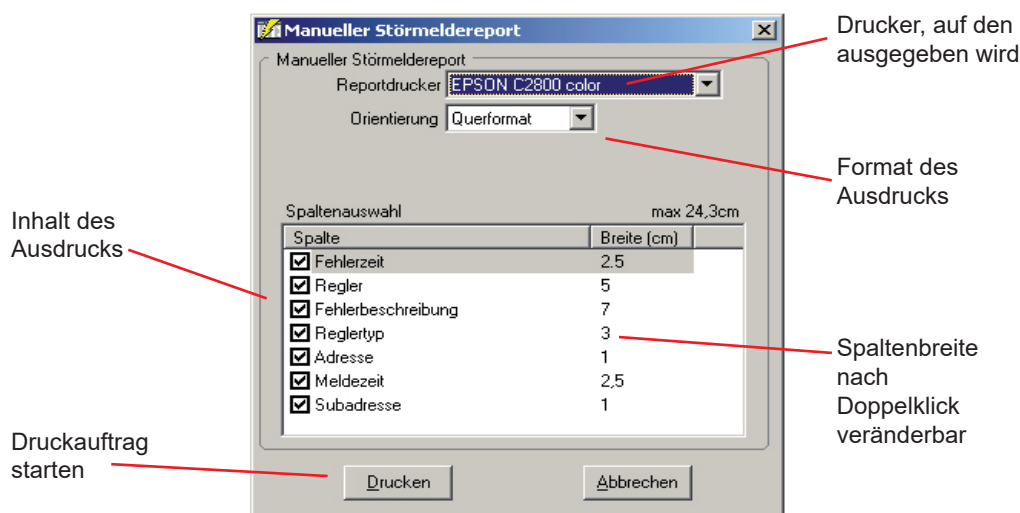 Manueller Störmeldereport
Drucker, auf den
ausgegeben wird
Manueller Störmeldereport
Reportdrucker EPSON C2800 color
Orientierung Querformat
Format des
Ausdrucks
Inhalt des
Ausdrucks
Spaltenauswahl max 24,3cm
Spalte Breite (cm)
Fehlerzeit 2.5
Regler 5
Fehlerbeschreibung 7
Reglertyp 3
Adresse 1
Meldezeit 2,5
Subadresse 1
Spaltenbreite
nach
Doppelklick
veränderbar
Druckauftrag
starten
Drucken Abbrechen